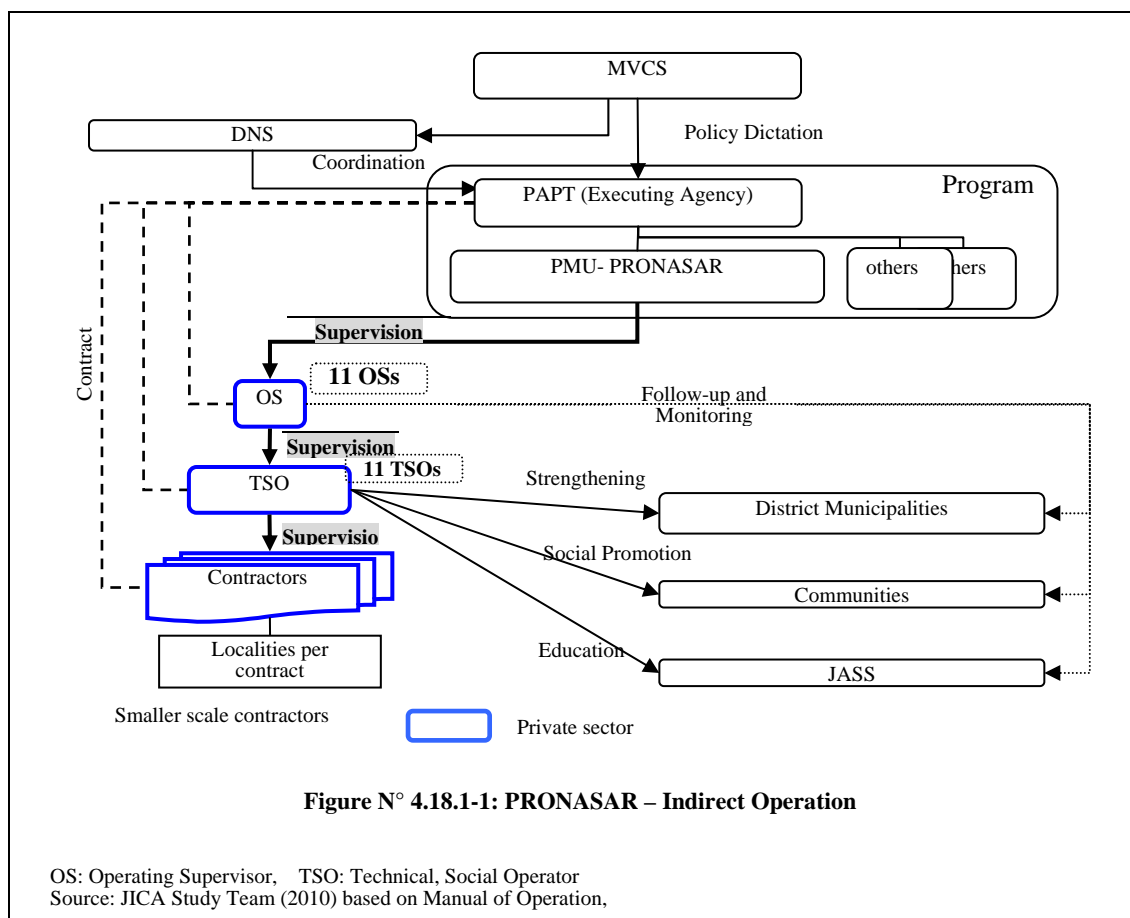 MVCS
DNS
Policy Dictation
Coordination
Program
PAPT (Executing Agency)
PMU- PRONASAR
others
hers
Contract
Supervision
11 OSs
OS
Follow-up and
Monitoring
Supervision
11 TSOs
TSO
Strengthening
District Municipalities
Supervisio
Social Promotion
Contractors
Communities
Localities per
contract
Education
JASS
Smaller scale contractors
Private sector
Figure N° 4.18.1-1: PRONASAR – Indirect Operation
OS: Operating Supervisor, TSO: Technical, Social Operator
Source: JICA Study Team (2010) based on Manual of Operation,